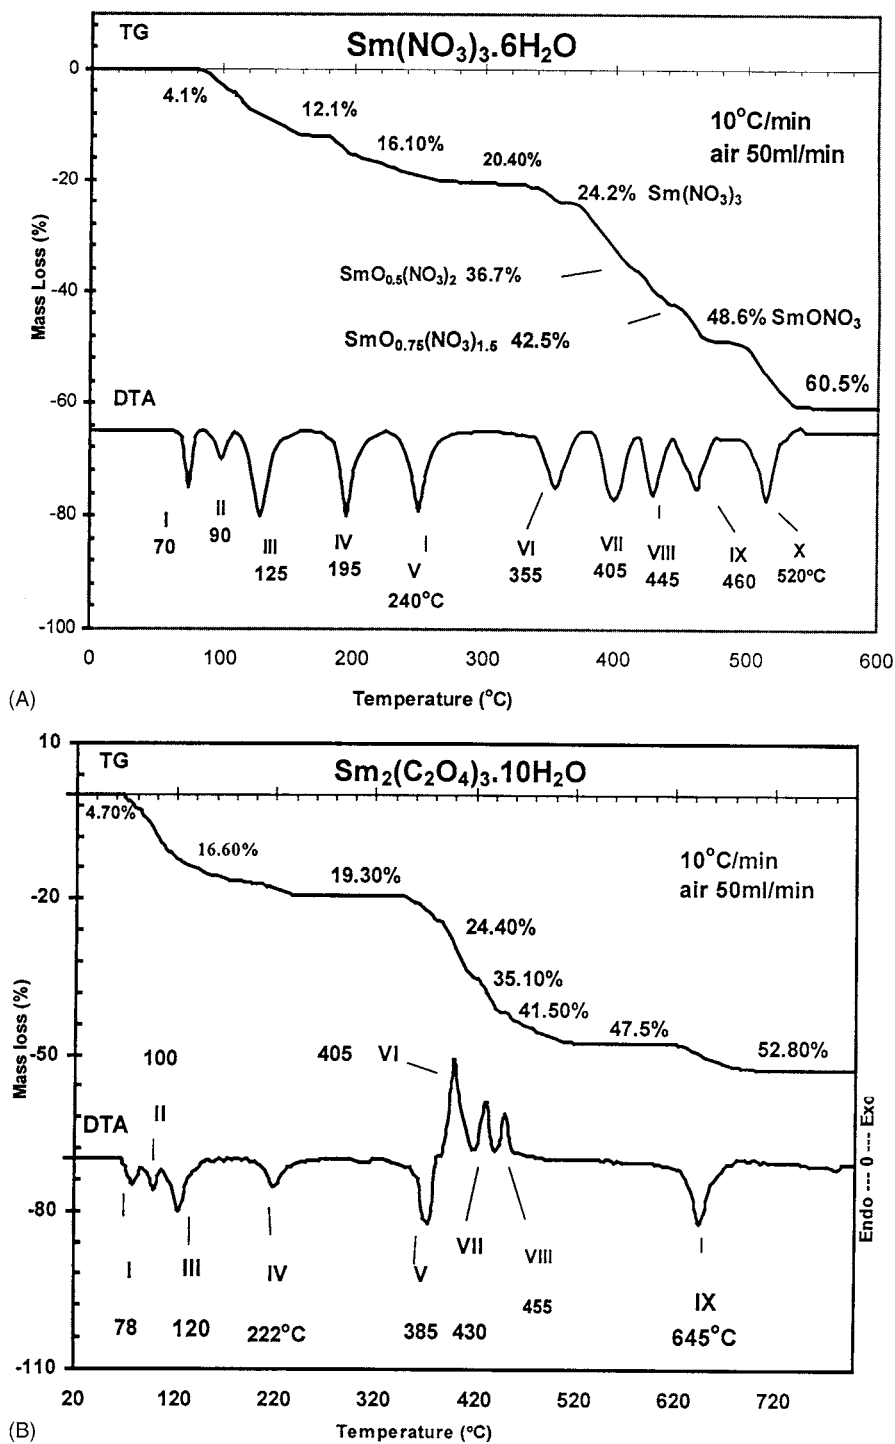 TG
Sm(NO₃)₃.6H₂O
0
4.1%
12.1%
10°C/min
air 50ml/min
16.10%
20.40%
-20
24.2% Sm(NO₃)₃
SmO₀.₅(NO₃)₂ 36.7%
-40
48.6% SmONO₃
SmO₀.₇₅(NO₃)₁.₅ 42.5%
60.5%
Mass Loss (%)
-60
DTA
-80
I
70
II
90
III
125
IV
195
I
V
240°C
VI
355
VII
405
I
VIII
445
IX
460
X
520°C
-100
0 100 200 300 400 500 600
(A)
Temperature (°C)
10
TG
Sm₂(C₂O₄)₃.10H₂O
4.70%
16.60%
19.30%
10°C/min
air 50ml/min
-20
24.40%
35.10%
41.50%
47.5%
52.80%
Mass loss (%)
-50
100
II
405
VI
DTA
-80
Endo --- 0 --- Exo
I
78
III
120
IV
222°C
V
385
VII
430
VIII
455
I
IX
645°C
-110
20 120 220 320 420 520 620 720
(B)
Temperature (°C)